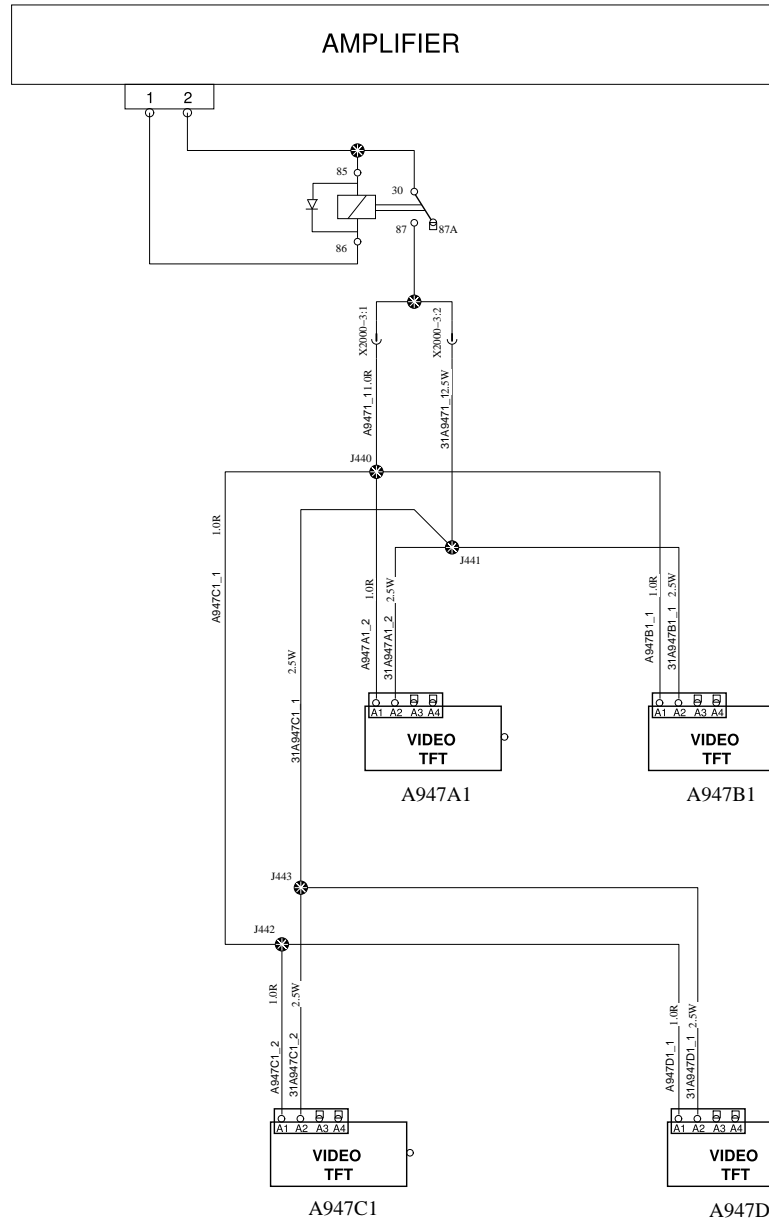 AMPLIFIER
1 2
85
30
87 87A
86
X2000-3:1 X2000-3:2
A9471_1 1.0R 31A9471_1 2.5W
J440
J441
A947C1_1 1.0R
31A947C1_1 2.5W
A947A1_2 1.0R 31A947A1_2 2.5W
A947B1_1 1.0R 31A947B1_1 2.5W
A1 A2 A3 A4
VIDEO
TFT
A947A1
A1 A2 A3 A4
VIDEO
TFT
A947B1
J443
J442
A947C1_2 1.0R 31A947C1_2 2.5W
A947D1_1 1.0R 31A947D1_1 2.5W
A1 A2 A3 A4
VIDEO
TFT
A947C1
A1 A2 A3 A4
VIDEO
TFT
A947D